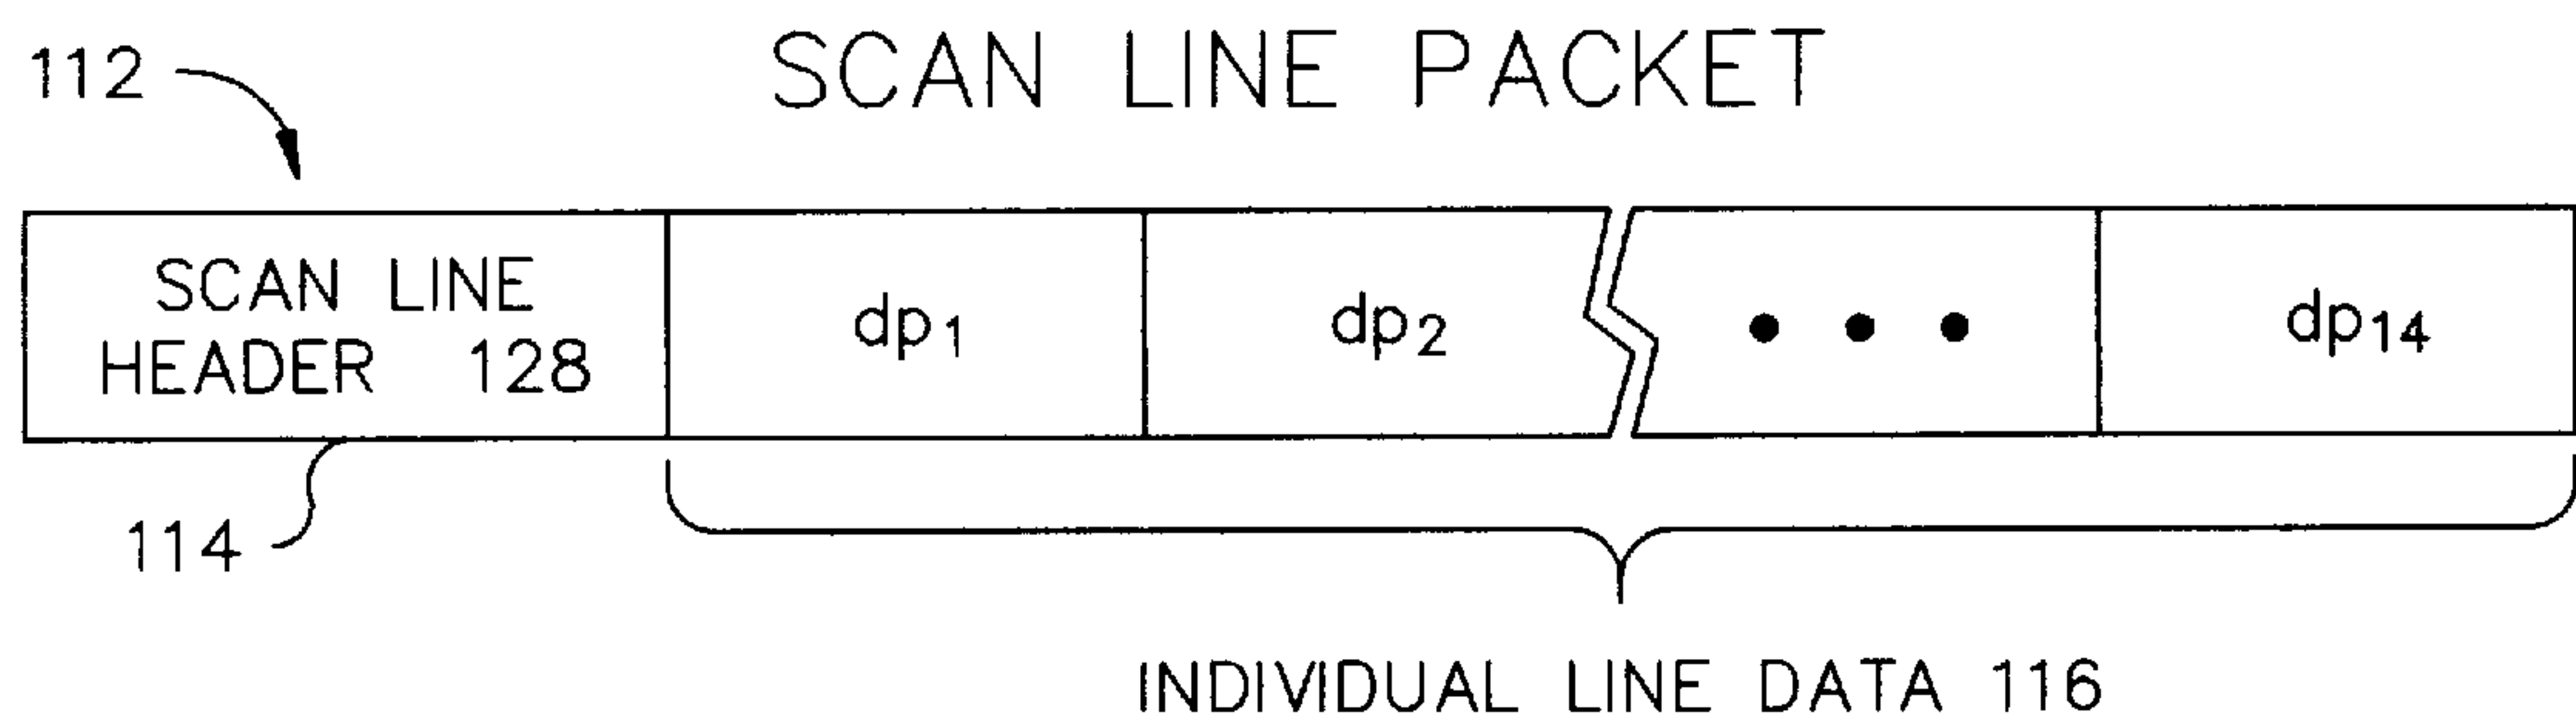 112
SCAN LINE PACKET
SCAN LINE
HEADER 128
dp1
dp2
• • •
dp14
114
INDIVIDUAL LINE DATA 116